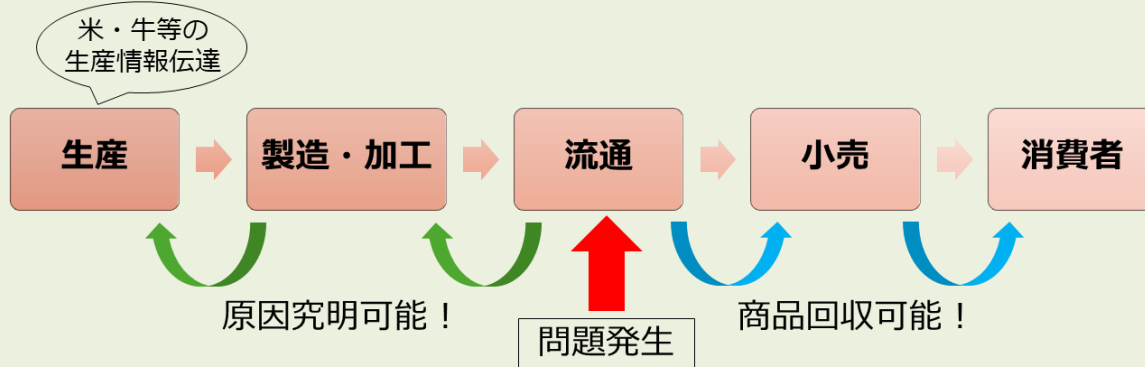 米・牛等の
生産情報伝達
生産
製造・加工
流通
小売
消費者
原因究明可能！
商品回収可能！
問題発生